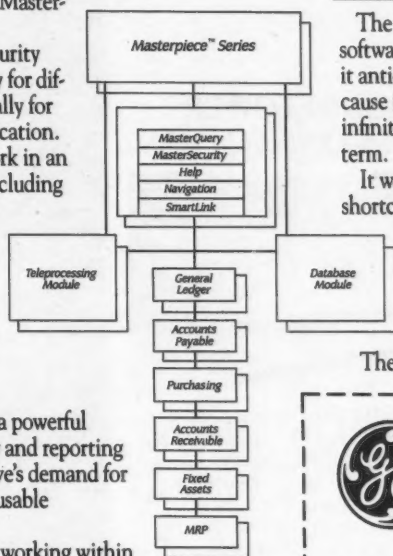 Master-
urity
y for dif-
ally for
cation.
rk in an
cluding
Masterpiece™ Series
MasterQuery
MasterSecurity
Help
Navigation
SmartLink
Teleprocessing
Module
Database
Module
General
Ledger
Accounts
Payable
Purchasing
Accounts
Receivable
Fixed
Assets
MRP
a powerful
and reporting
ve's demand for
usable
working within
The
softwa
it anti
cause
infinit
term.
It w
shortc
The
GE